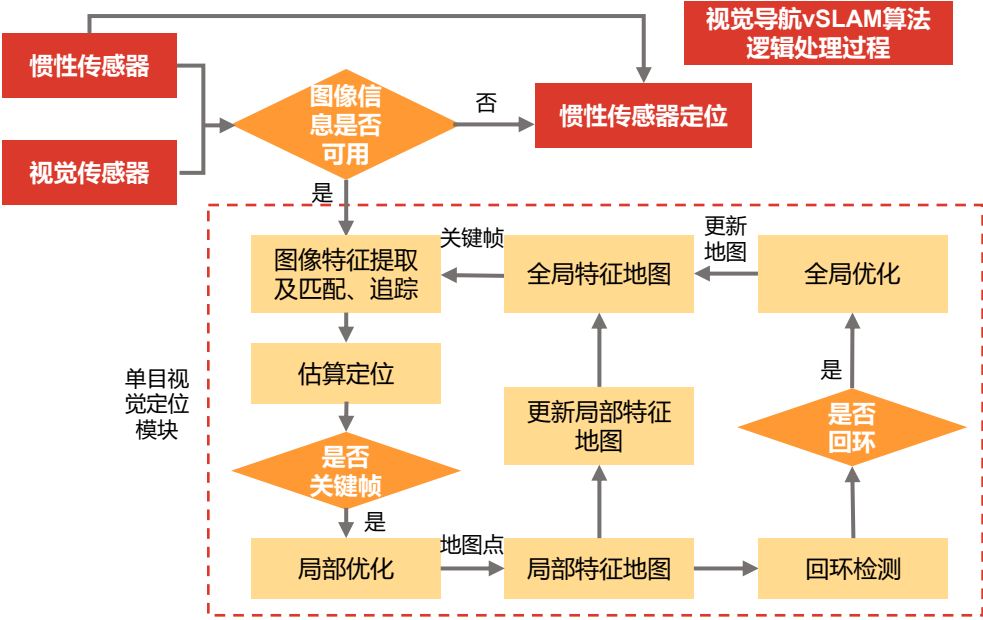 视觉导航vSLAM算法
逻辑处理过程
惯性传感器
视觉传感器
图像信
息是否
可用
否
惯性传感器定位
是
图像特征提取
及匹配、追踪
关键帧
全局特征地图
更新
地图
全局优化
估算定位
单目视
觉定位
模块
更新局部特征
地图
是
是否
回环
是否
关键帧
是
局部优化
地图点
局部特征地图
回环检测